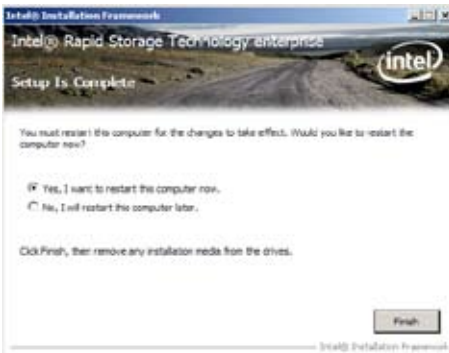 Intel® Installation Framework
Intel® Rapid Storage Technology enterprise
intel
Setup Is Complete
You must restart this computer for the changes to take effect. Would you like to restart the
computer now?
Yes, I want to restart this computer now.
No, I will restart this computer later.
Click Finish, then remove any installation media from the drives.
Finish
Intel® Installation Framework